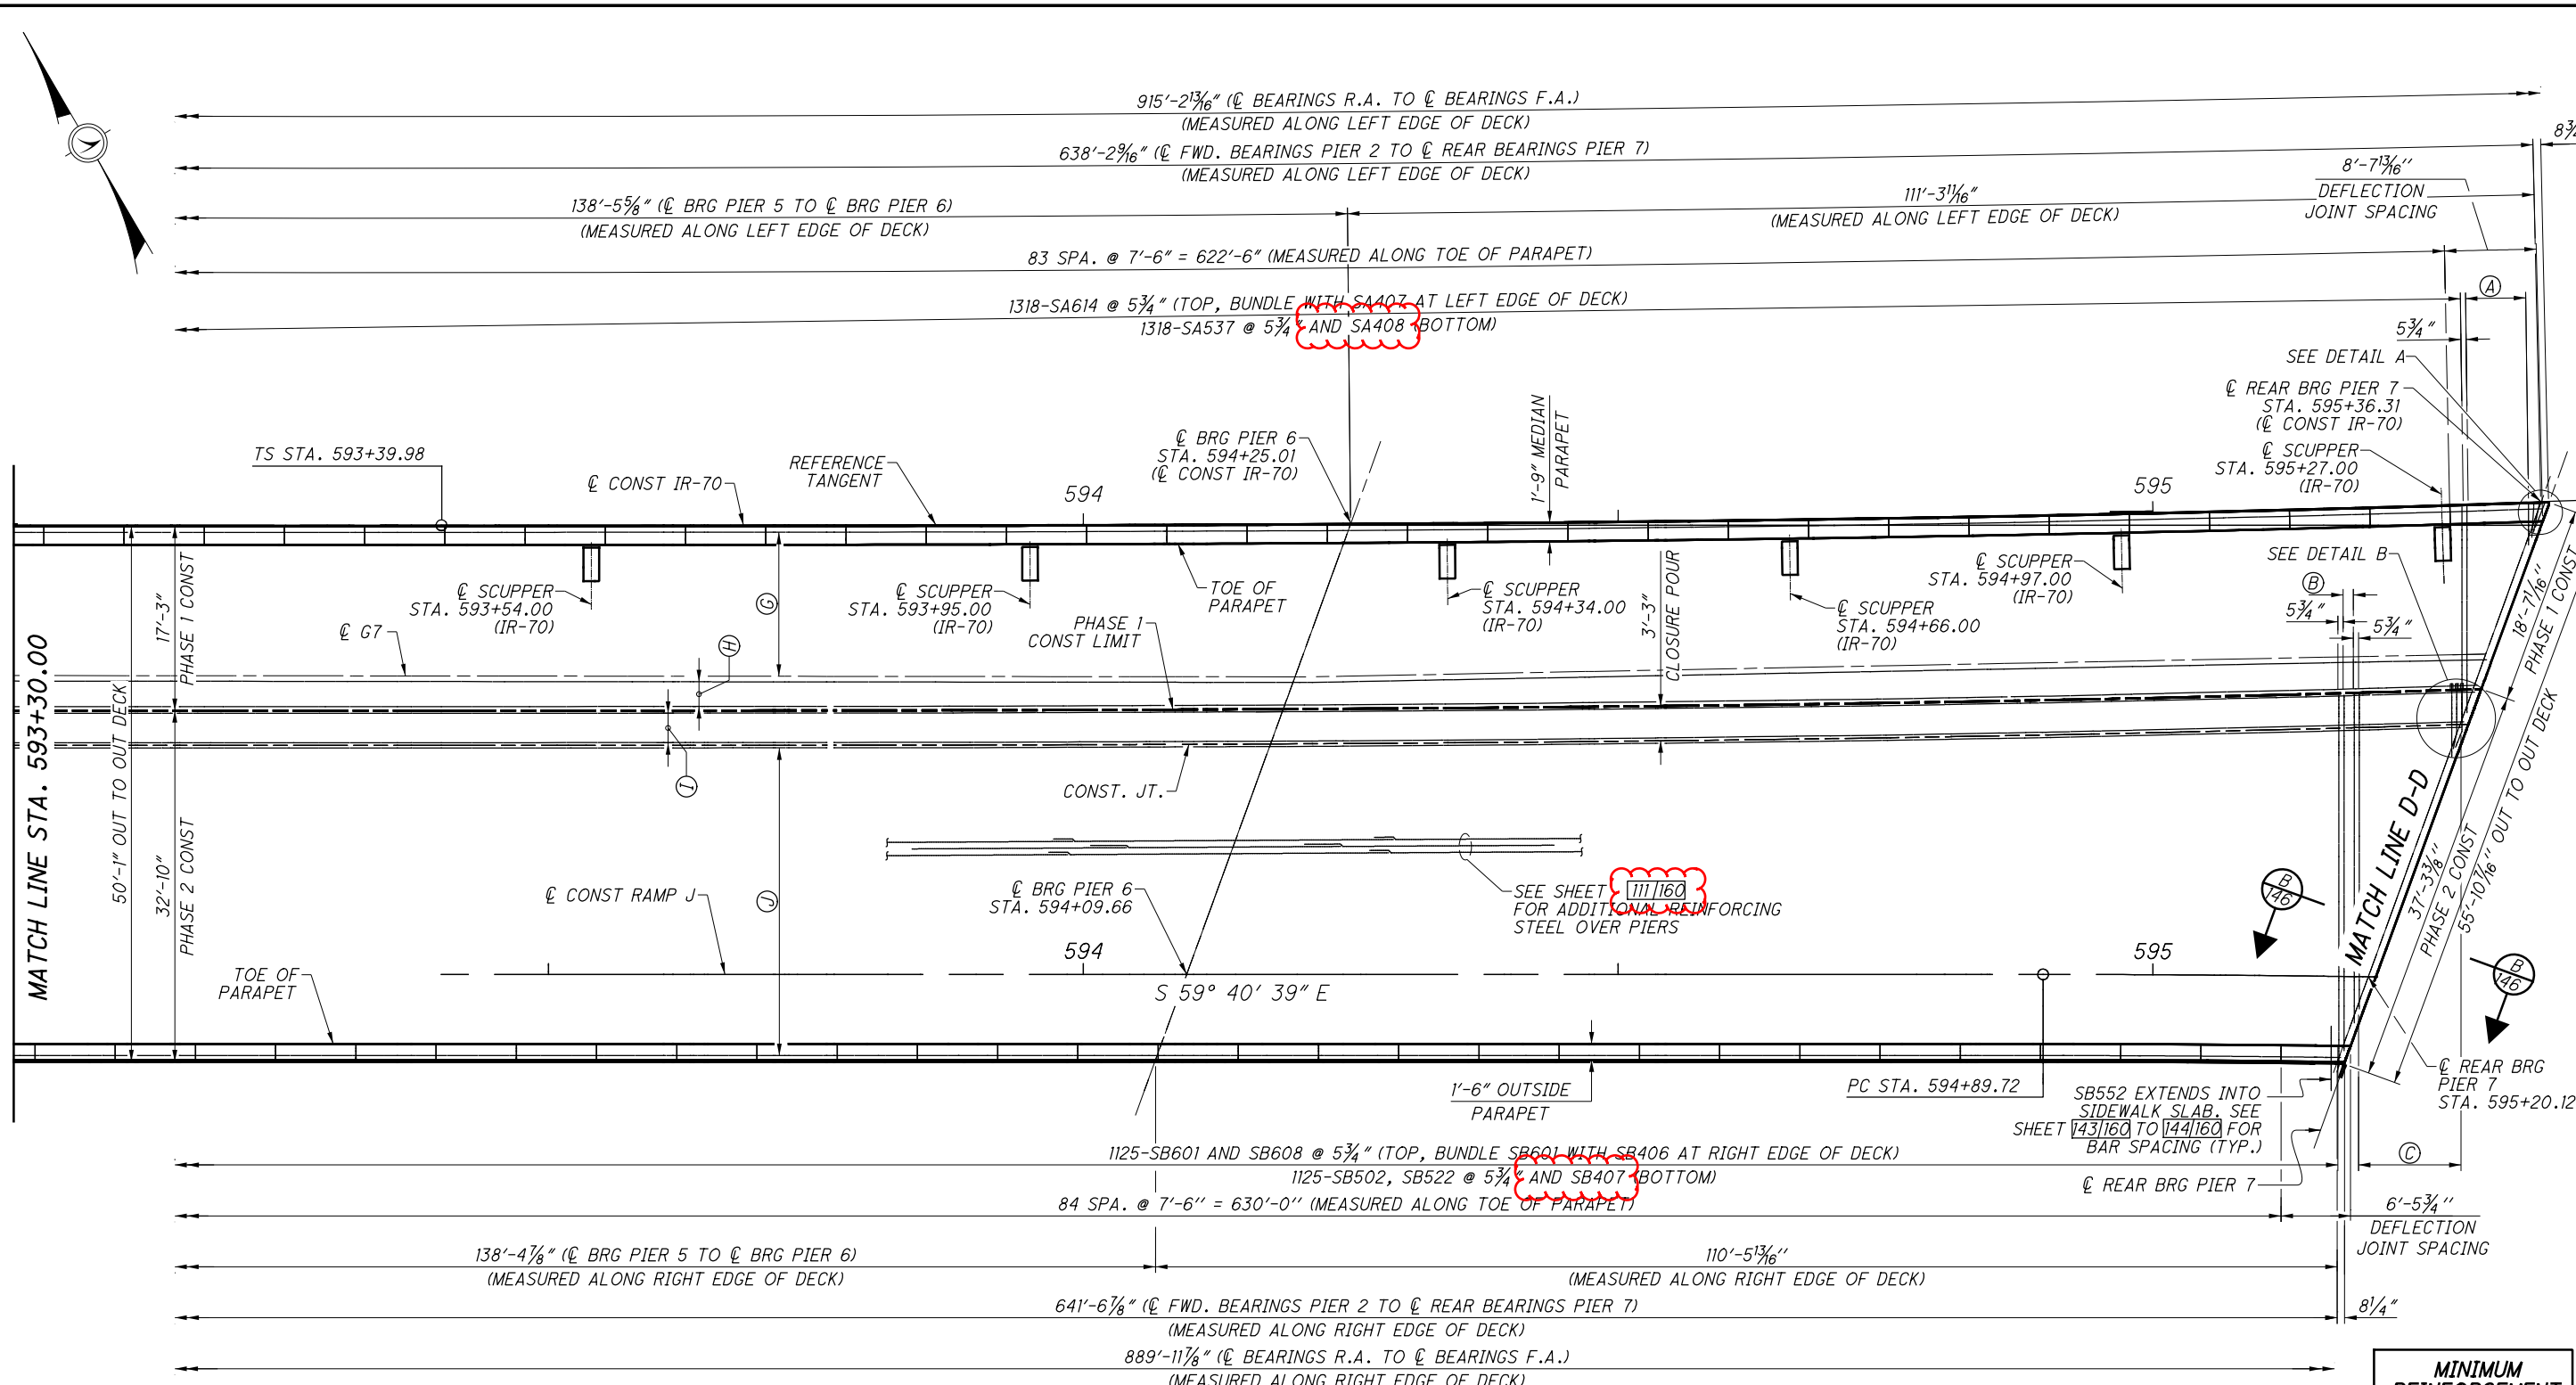 915'-2 13/16" (℄ BEARINGS R.A. TO ℄ BEARINGS F.A.)
(MEASURED ALONG LEFT EDGE OF DECK)
638'-2 9/16" (℄ FWD. BEARINGS PIER 2 TO ℄ REAR BEARINGS PIER 7)
(MEASURED ALONG LEFT EDGE OF DECK)
8'-7 13/16''
DEFLECTION
JOINT SPACING
138'-5 5/8" (℄ BRG PIER 5 TO ℄ BRG PIER 6)
(MEASURED ALONG LEFT EDGE OF DECK)
111'-3 11/16"
(MEASURED ALONG LEFT EDGE OF DECK)
83 SPA. @ 7'-6" = 622'-6" (MEASURED ALONG TOE OF PARAPET)
1318-SA614 @ 5 3/4" (TOP, BUNDLE WITH SA407 AT LEFT EDGE OF DECK)
1318-SA537 @ 5 3/4" AND SA408 (BOTTOM)
A
5 3/4"
SEE DETAIL A
℄ REAR BRG PIER 7
STA. 595+36.31
(℄ CONST IR-70)
℄ SCUPPER
STA. 595+27.00
(IR-70)
TS STA. 593+39.98
℄ CONST IR-70
REFERENCE
TANGENT
594
℄ BRG PIER 6
STA. 594+25.01
(℄ CONST IR-70)
1'-9" MEDIAN
PARAPET
595
MATCH LINE STA. 593+30.00
50'-1" OUT TO OUT DECK
17'-3"
PHASE 1 CONST
32'-10"
PHASE 2 CONST
℄ SCUPPER
STA. 593+54.00
(IR-70)
℄ SCUPPER
STA. 593+95.00
(IR-70)
TOE OF
PARAPET
℄ SCUPPER
STA. 594+34.00
(IR-70)
℄ SCUPPER
STA. 594+66.00
(IR-70)
℄ SCUPPER
STA. 594+97.00
(IR-70)
SEE DETAIL B
B
5 3/4"
5 3/4"
℄ G7
G
H
I
J
PHASE 1
CONST LIMIT
3'-3"
CLOSURE POUR
18'-7 1/16''
PHASE 1 CONST
37'-3 3/8''
PHASE 2 CONST
55'-10 7/16'' OUT TO OUT DECK
MATCH LINE D-D
CONST. JT.
℄ CONST RAMP J
℄ BRG PIER 6
STA. 594+09.66
SEE SHEET 111/160
FOR ADDITIONAL REINFORCING
STEEL OVER PIERS
B
146
B
146
594
595
S 59° 40' 39" E
TOE OF
PARAPET
1'-6" OUTSIDE
PARAPET
PC STA. 594+89.72
SB552 EXTENDS INTO
SIDEWALK SLAB. SEE
SHEET 143/160 TO 144/160 FOR
BAR SPACING (TYP.)
℄ REAR BRG
PIER 7
STA. 595+20.12
℄ REAR BRG PIER 7
C
1125-SB601 AND SB608 @ 5 3/4" (TOP, BUNDLE SB601 WITH SB406 AT RIGHT EDGE OF DECK)
1125-SB502, SB522 @ 5 3/4" AND SB407 (BOTTOM)
84 SPA. @ 7'-6'' = 630'-0'' (MEASURED ALONG TOE OF PARAPET)
6'-5 3/4''
DEFLECTION
JOINT SPACING
138'-4 7/8" (℄ BRG PIER 5 TO ℄ BRG PIER 6)
(MEASURED ALONG RIGHT EDGE OF DECK)
110'-5 13/16''
(MEASURED ALONG RIGHT EDGE OF DECK)
641'-6 7/8" (℄ FWD. BEARINGS PIER 2 TO ℄ REAR BEARINGS PIER 7)
(MEASURED ALONG RIGHT EDGE OF DECK)
8 1/4"
889'-11 7/8" (℄ BEARINGS R.A. TO ℄ BEARINGS F.A.)
(MEASURED ALONG RIGHT EDGE OF DECK)
MINIMUM
REINFORCEMENT